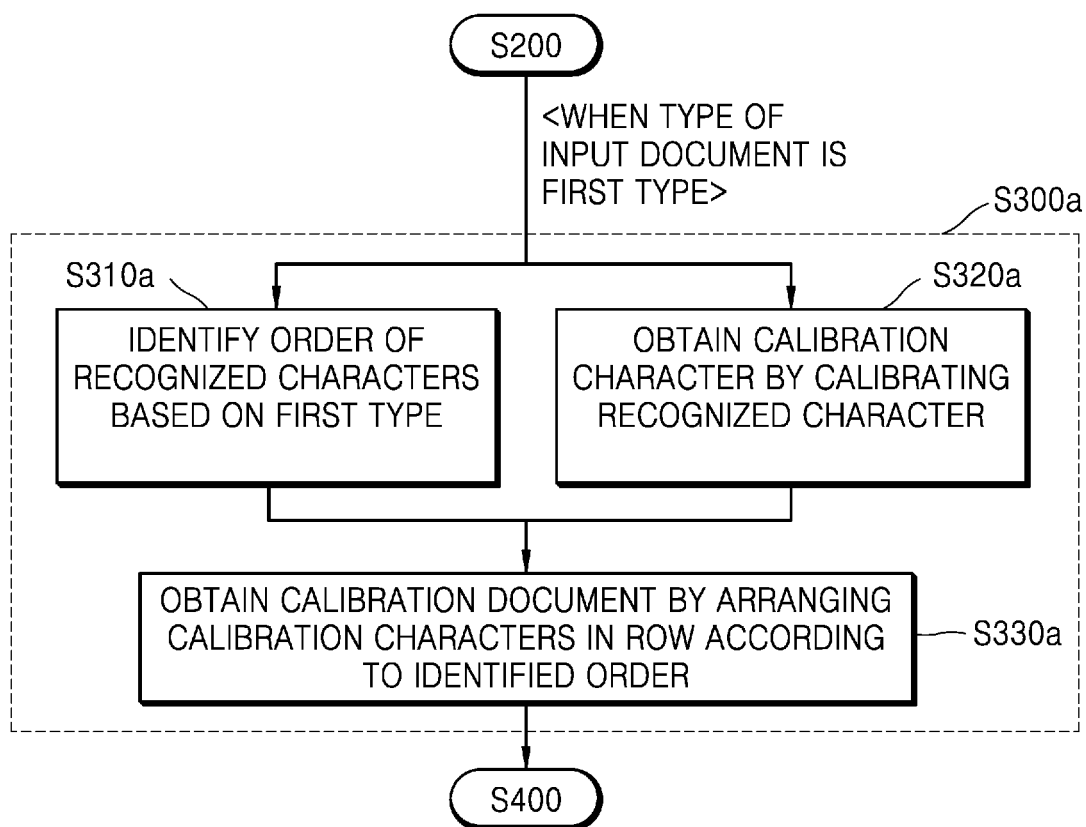 S200
<WHEN TYPE OF
INPUT DOCUMENT IS
FIRST TYPE>
S300a
S310a
S320a
IDENTIFY ORDER OF
RECOGNIZED CHARACTERS
BASED ON FIRST TYPE
OBTAIN CALIBRATION
CHARACTER BY CALIBRATING
RECOGNIZED CHARACTER
OBTAIN CALIBRATION DOCUMENT BY ARRANGING
CALIBRATION CHARACTERS IN ROW ACCORDING
TO IDENTIFIED ORDER
S330a
S400